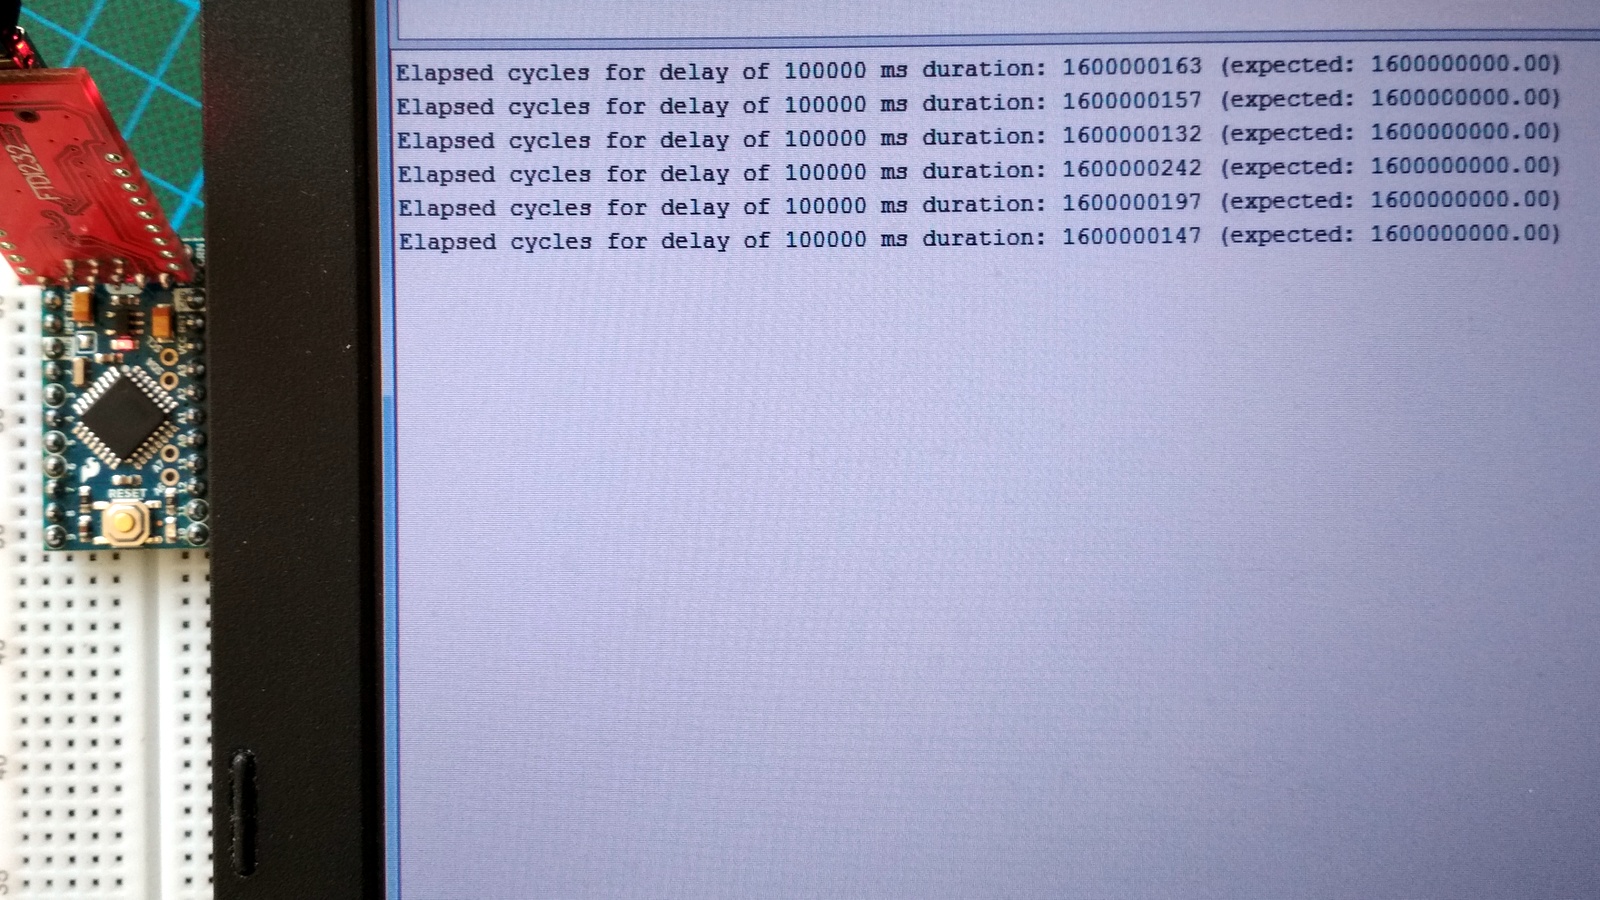 Elapsed cycles for delay of 100000 ms duration: 1600000163 (expected: 1600000000.00)
Elapsed cycles for delay of 100000 ms duration: 1600000157 (expected: 1600000000.00)
Elapsed cycles for delay of 100000 ms duration: 1600000132 (expected: 1600000000.00)
Elapsed cycles for delay of 100000 ms duration: 1600000242 (expected: 1600000000.00)
Elapsed cycles for delay of 100000 ms duration: 1600000197 (expected: 1600000000.00)
Elapsed cycles for delay of 100000 ms duration: 1600000147 (expected: 1600000000.00)
FTDI232
RESET